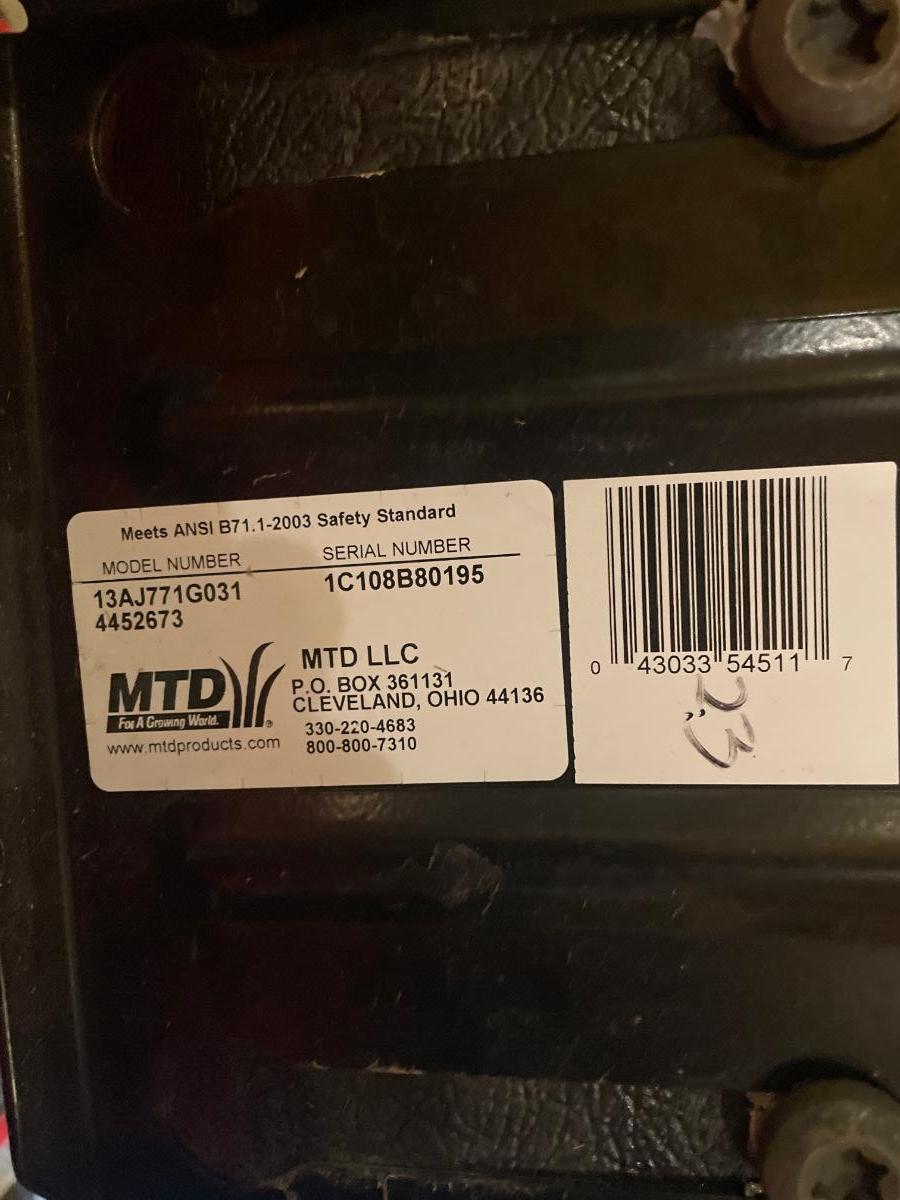 Meets ANSI B71.1-2003 Safety Standard
MODEL NUMBER SERIAL NUMBER
13AJ771G031 1C108B80195
4452673
MTD
For A Growing World.
®
www.mtdproducts.com
MTD LLC
P.O. BOX 361131
CLEVELAND, OHIO 44136
330-220-4683
800-800-7310
0 43033 54511 7